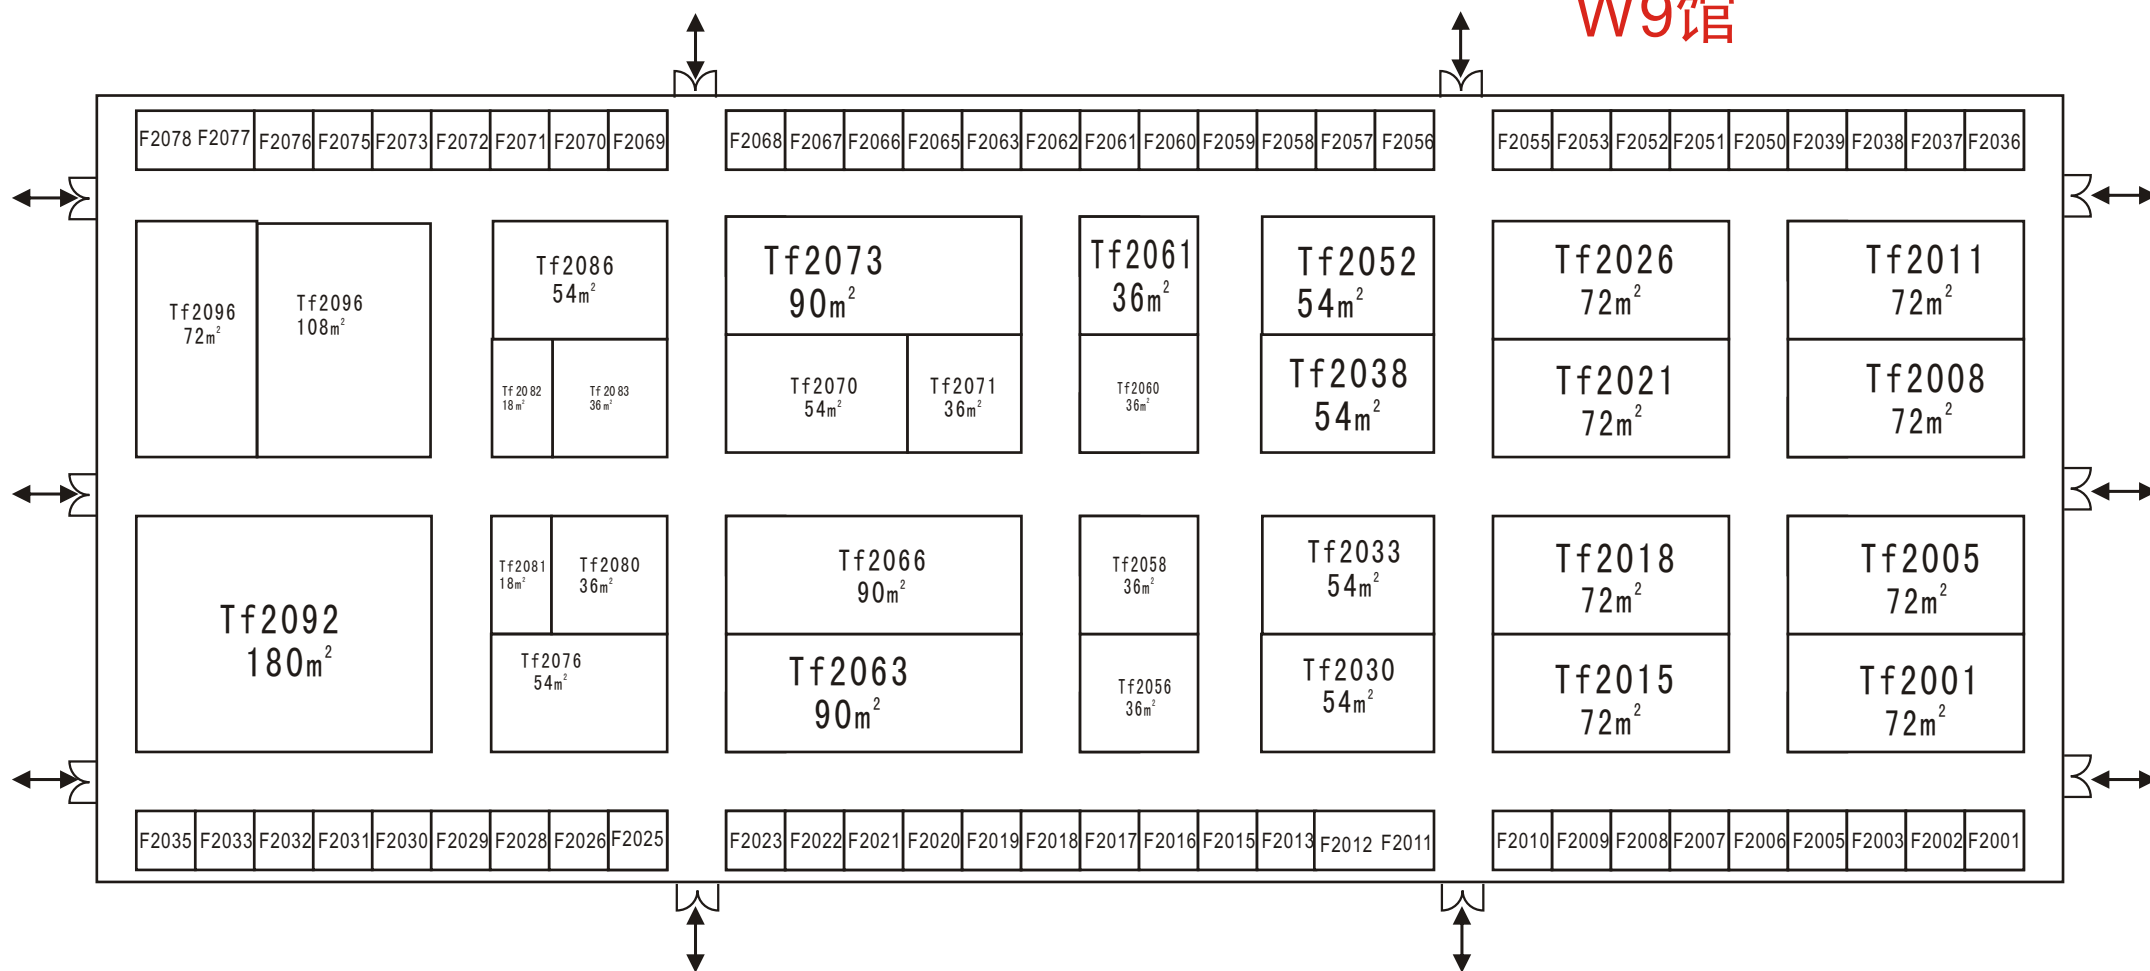 W9馆
F2078 F2077 F2076 F2075 F2073 F2072 F2071 F2070 F2069 F2068 F2067 F2066 F2065 F2063 F2062 F2061 F2060 F2059 F2058 F2057 F2056 F2055 F2053 F2052 F2051 F2050 F2039 F2038 F2037 F2036
Tf2096
72m²
Tf2096
108m²
Tf2086
54m²
Tf2082
18m²
Tf2083
36m²
Tf2073
90m²
Tf2070
54m²
Tf2071
36m²
Tf2061
36m²
Tf2060
36m²
Tf2052
54m²
Tf2038
54m²
Tf2026
72m²
Tf2021
72m²
Tf2011
72m²
Tf2008
72m²
Tf2092
180m²
Tf2081
18m²
Tf2080
36m²
Tf2076
54m²
Tf2066
90m²
Tf2063
90m²
Tf2058
36m²
Tf2056
36m²
Tf2033
54m²
Tf2030
54m²
Tf2018
72m²
Tf2015
72m²
Tf2005
72m²
Tf2001
72m²
F2035 F2033 F2032 F2031 F2030 F2029 F2028 F2026 F2025 F2023 F2022 F2021 F2020 F2019 F2018 F2017 F2016 F2015 F2013 F2012 F2011 F2010 F2009 F2008 F2007 F2006 F2005 F2003 F2002 F2001